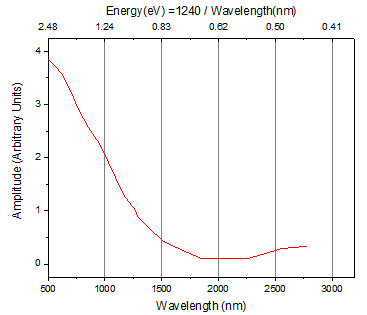 Energy(eV) =1240 / Wavelength(nm)
2.48 1.24 0.83 0.62 0.50 0.41
4
3
2
1
0
Amplitude (Arbitrary Units)
500 1000 1500 2000 2500 3000
Wavelength (nm)